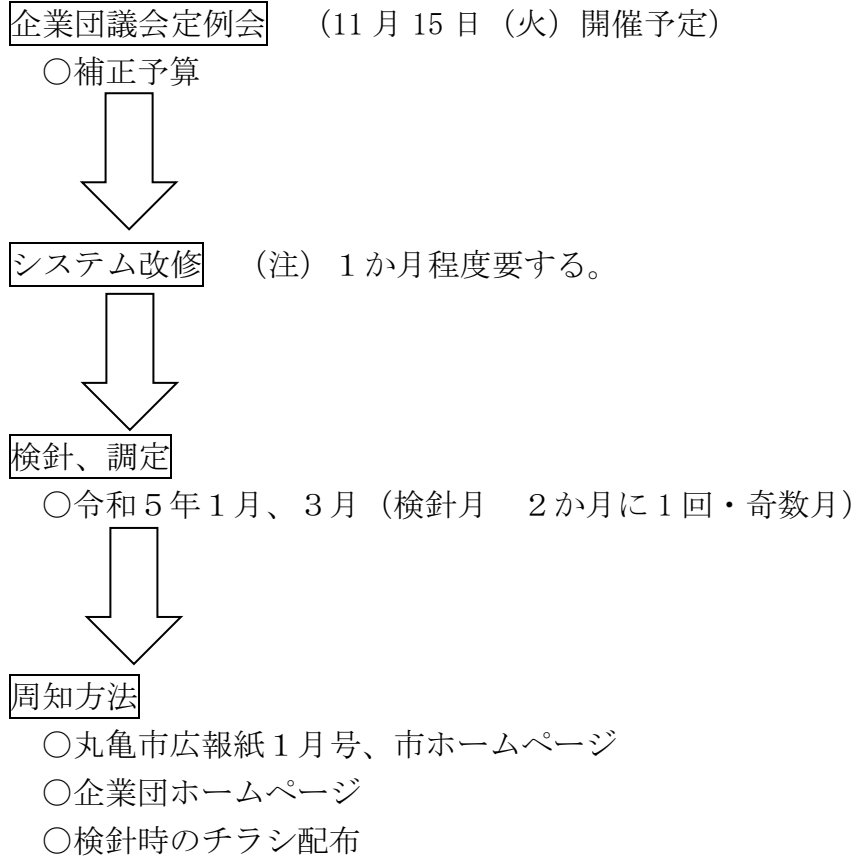 企業団議会定例会　（11 月 15 日（火）開催予定）
○補正予算
システム改修　（注）１か月程度要する。
検針、調定
○令和５年１月、３月（検針月　２か月に１回・奇数月）
周知方法
○丸亀市広報紙１月号、市ホームページ
○企業団ホームページ
○検針時のチラシ配布